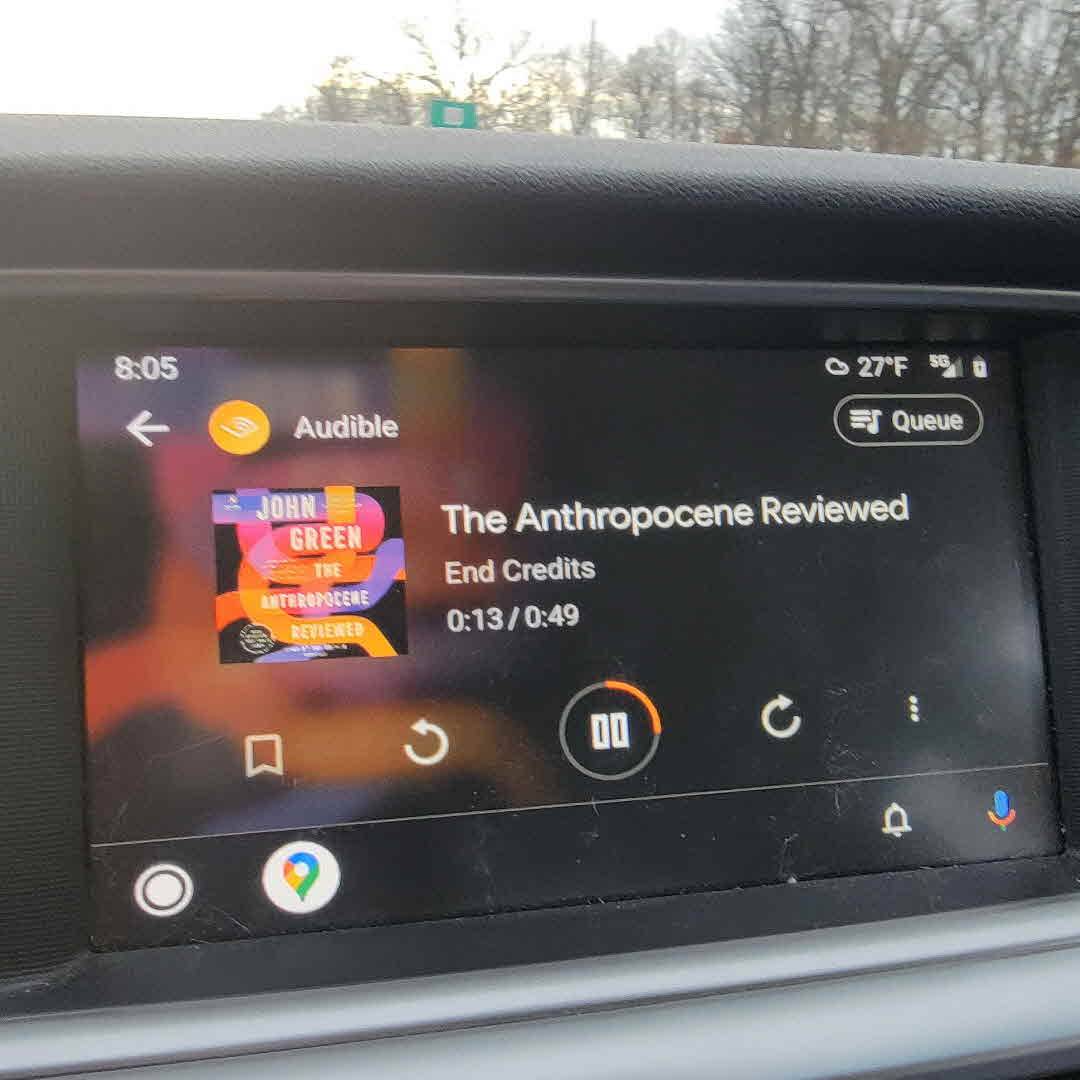 8:05
27°F 5G
Audible
Queue
JOHN
GREEN
THE
ANTHROPOCENE
REVIEWED
The Anthropocene Reviewed
End Credits
0:13 / 0:49